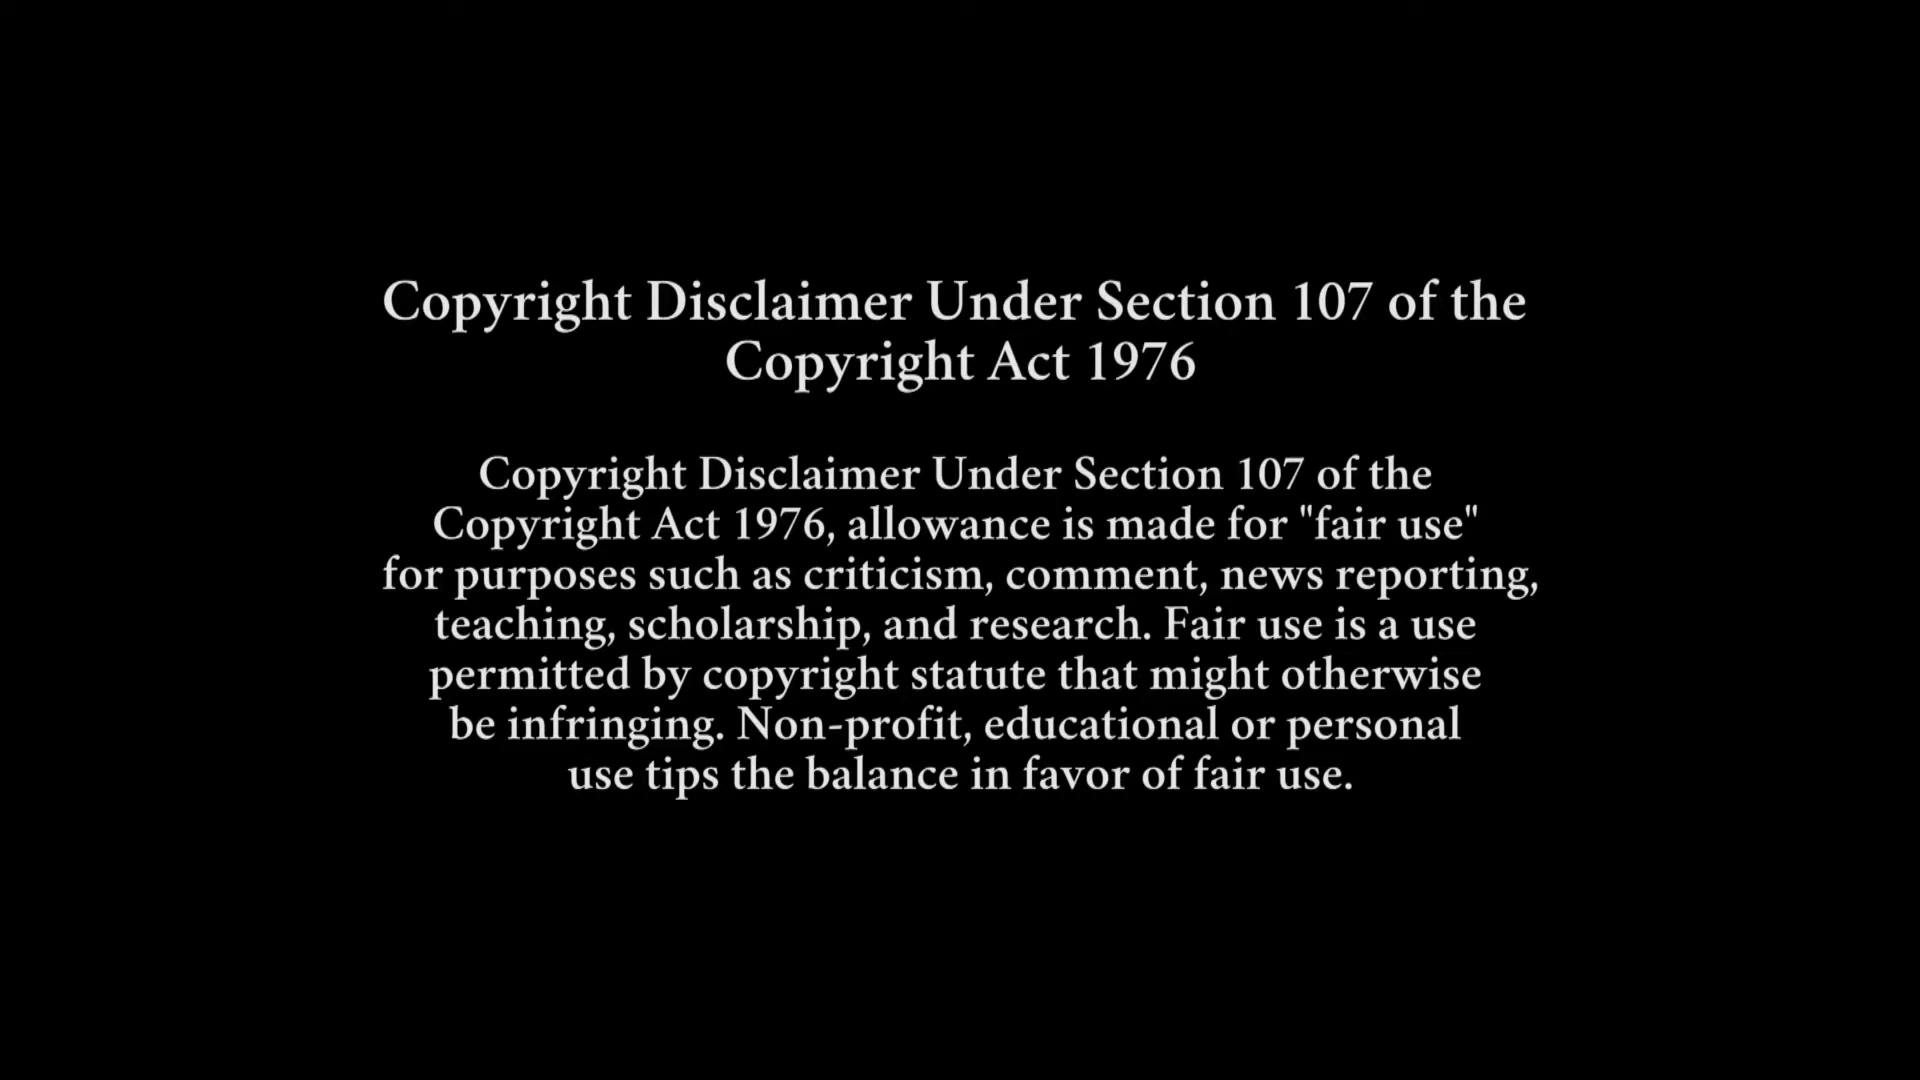 Copyright Disclaimer Under Section 107 of the
Copyright Act 1976
Copyright Disclaimer Under Section 107 of the
Copyright Act 1976, allowance is made for "fair use"
for purposes such as criticism, comment, news reporting,
teaching, scholarship, and research. Fair use is a use
permitted by copyright statute that might otherwise
be infringing. Non-profit, educational or personal
use tips the balance in favor of fair use.